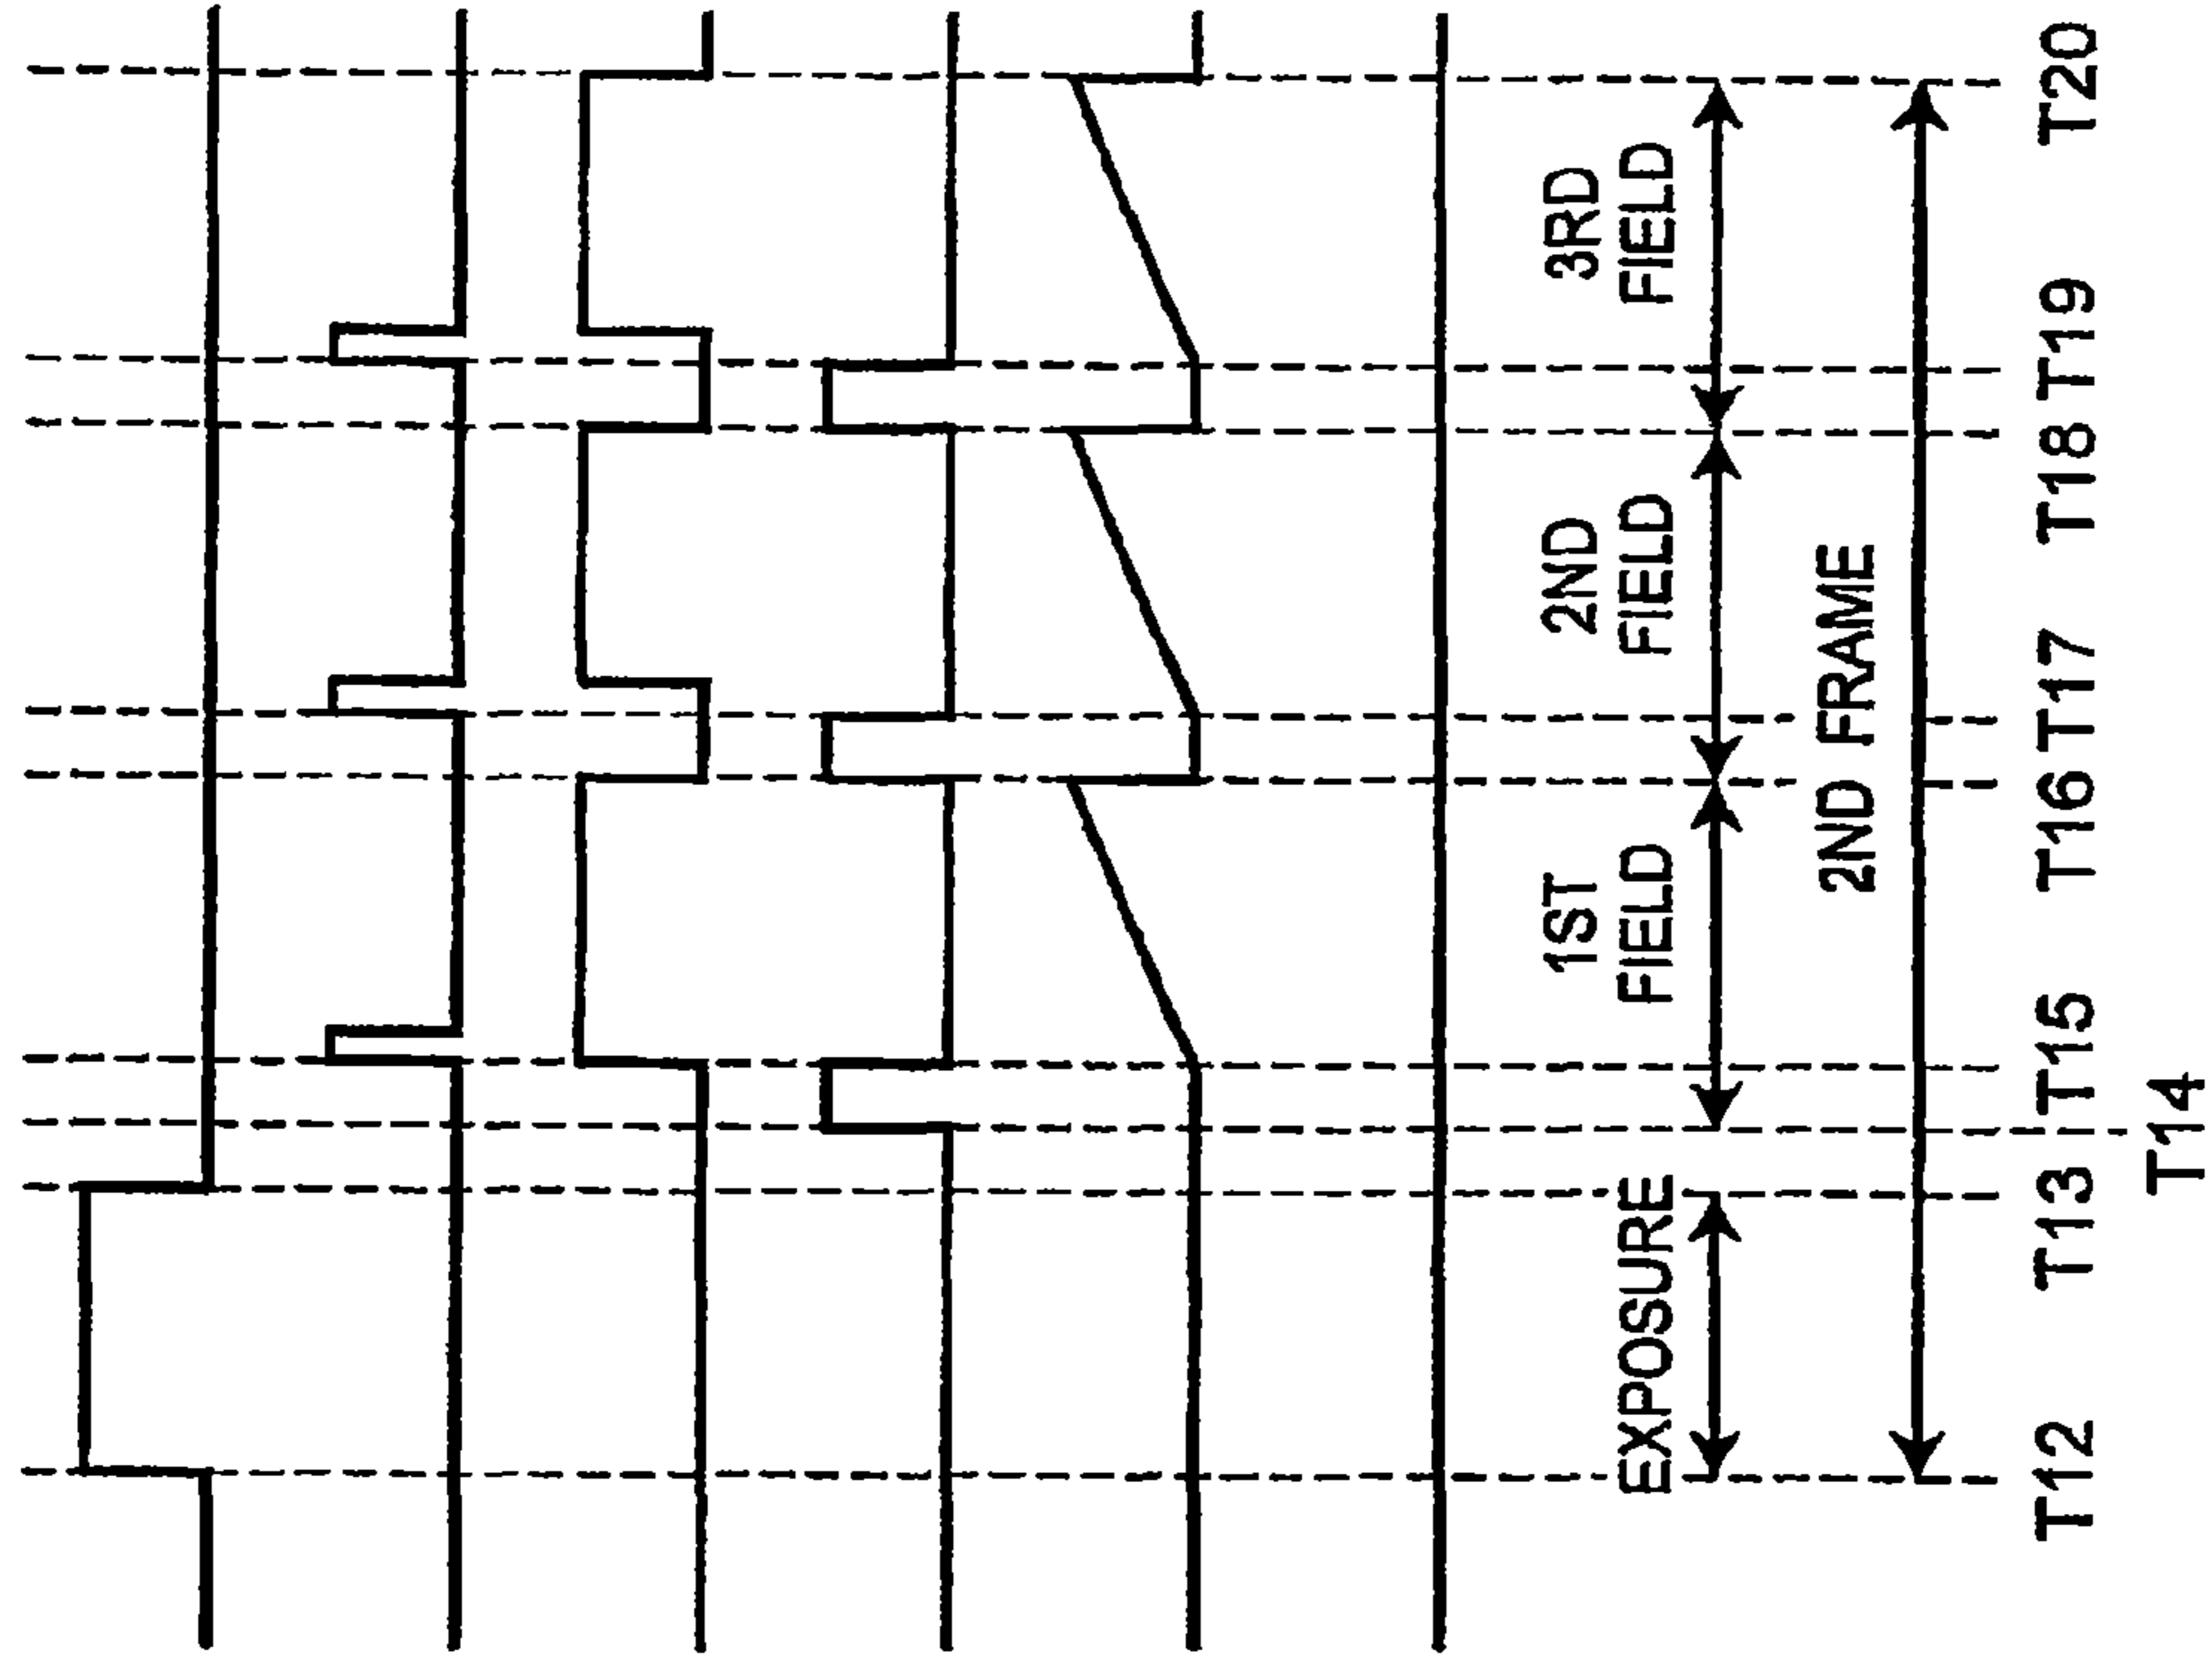 EXPOSURE
1ST
FIELD
2ND
FIELD
3RD
FIELD
2ND FRAME
T12 T13 T15 T16 T17 T18 T19 T20
T14